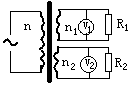 n n₁ V₁ R₁
n₂ V₂ R₂